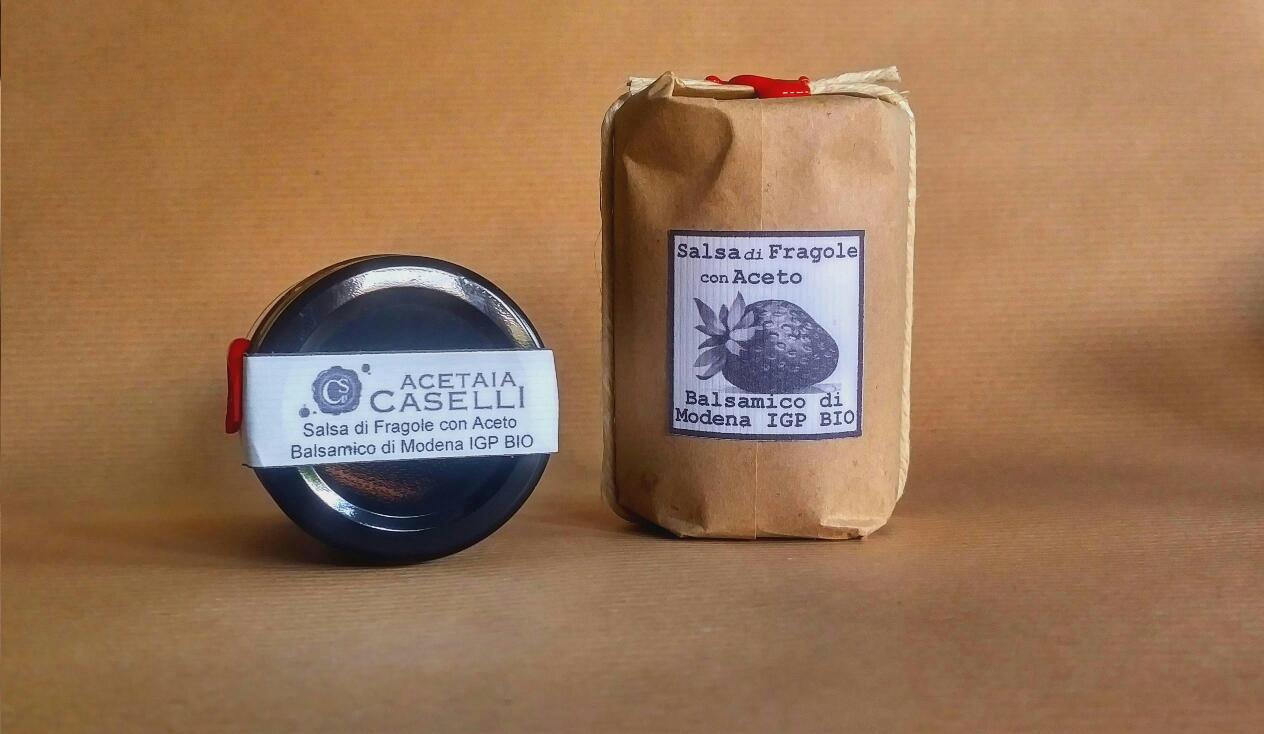 CS
ACETAIA
CASELLI
Salsa di Fragole con Aceto
Balsamico di Modena IGP BIO
Salsa di Fragole
con Aceto
Balsamico di
Modena IGP BIO